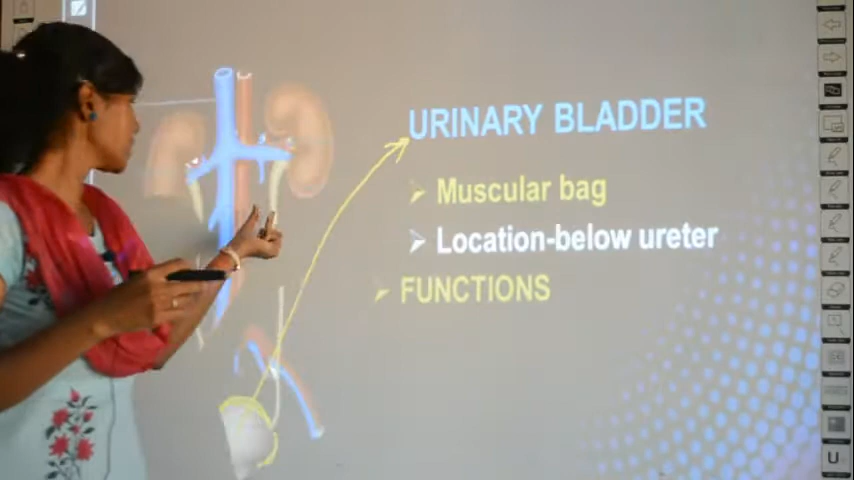 URINARY BLADDER
Muscular bag
Location-below ureter
FUNCTIONS
U